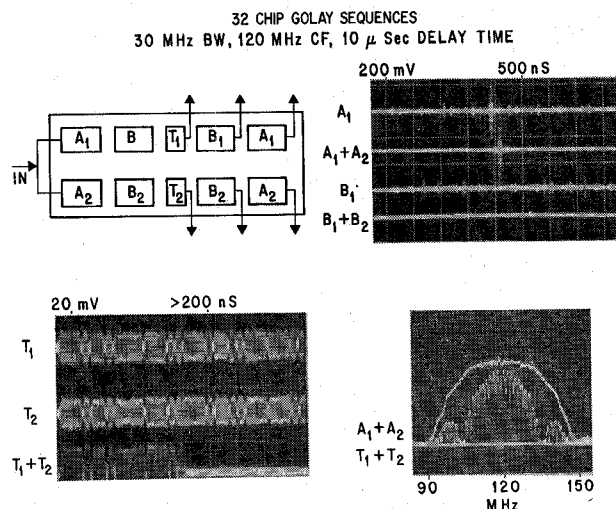 32 CHIP GOLAY SEQUENCES
30 MHz BW, 120 MHz CF, 10 μ Sec DELAY TIME
IN
A1 B T1 B1 A1
A2 B2 T2 B2 A2
200 mV 500 nS
A1
A1+A2
B1
B1+B2
20 mV >200 nS
T1
T2
T1+T2
A1+A2
T1+T2
90 120 150
MHz